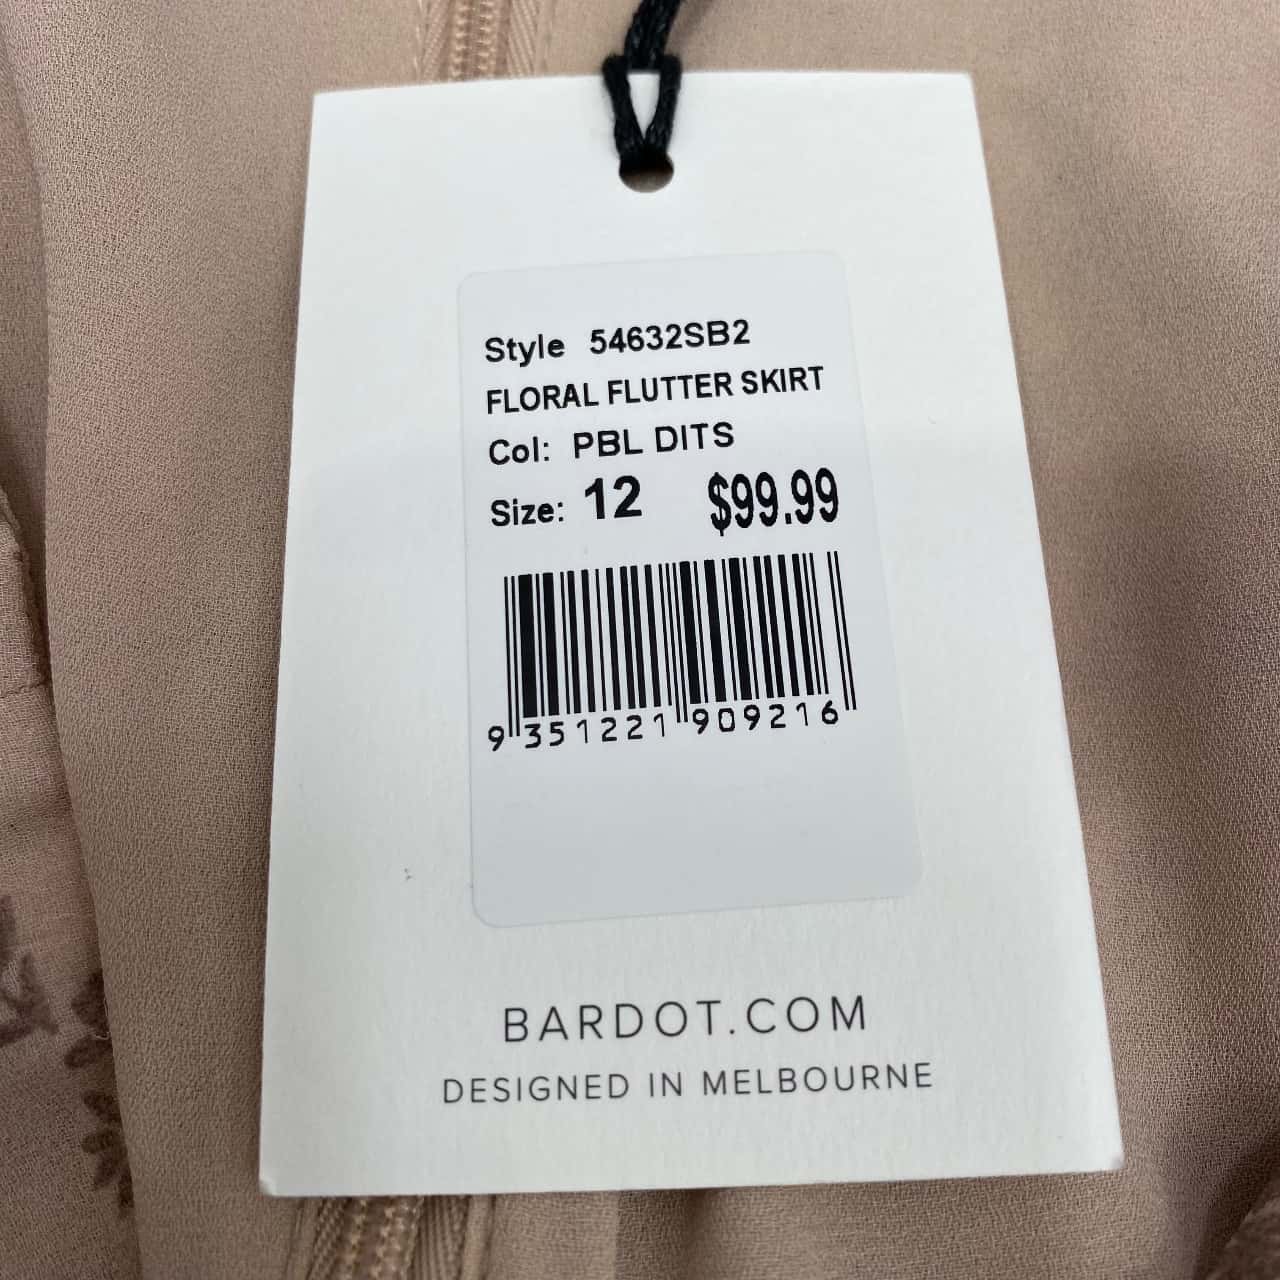 Style 54632SB2
FLORAL FLUTTER SKIRT
Col: PBL DITS
Size: 12 $99.99
9 351221 909216
BARDOT.COM
DESIGNED IN MELBOURNE